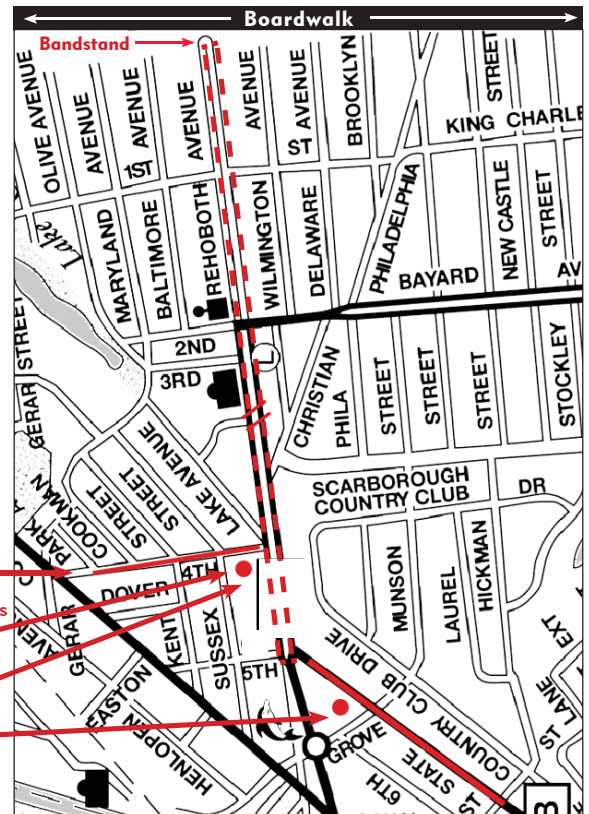 Boardwalk
Bandstand
OLIVE AVENUE
AVENUE
1ST
AVENUE
AVENUE
AVENUE
AVENUE
ST
BROOKLYN
STREET
KING CHARLE
Lake
MARYLAND
BALTIMORE
REHOBOTH
WILMINGTON
DELAWARE
PHILADELPHIA
NEW CASTLE
STREET
BAYARD
AV
GERAR STREET
2ND
3RD
L
CHRISTIAN
PHILA
STREET
STREET
STREET
STOCKLEY
LAKE AVENUE
STREET
STREET
COOKMAN
PARK A
SCARBOROUGH
COUNTRY CLUB
DR
CO
4TH
DOVER
s
GERAR
AVEN
KENT
SUSSEX
5TH
MUNSON
LAUREL
HICKMAN
EASTON
HENLOPEN
COUNTRY CLUB DRIVE
LANE
EXT
ST
GROVE
STATE
ST
6TH
B